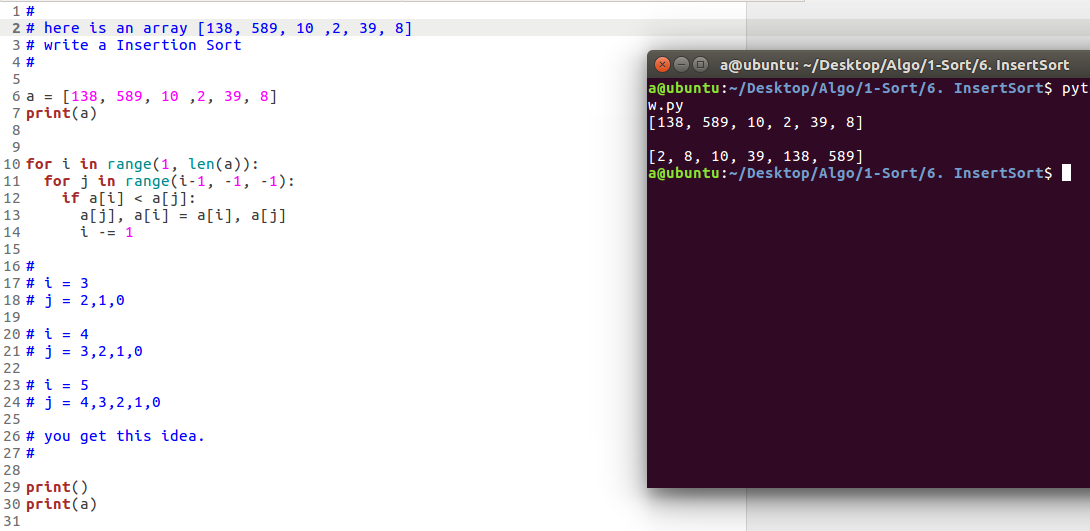 1 #
2 # here is an array [138, 589, 10 ,2, 39, 8]
3 # write a Insertion Sort
4 #
5
6 a = [138, 589, 10 ,2, 39, 8]
7 print(a)
8
9
10 for i in range(1, len(a)):
11   for j in range(i-1, -1, -1):
12     if a[i] < a[j]:
13       a[j], a[i] = a[i], a[j]
14       i -= 1
15
16 #
17 # i = 3
18 # j = 2,1,0
19
20 # i = 4
21 # j = 3,2,1,0
22
23 # i = 5
24 # j = 4,3,2,1,0
25
26 # you get this idea.
27 #
28
29 print()
30 print(a)
31
a@ubuntu: ~/Desktop/Algo/1-Sort/6. InsertSort
a@ubuntu:~/Desktop/Algo/1-Sort/6. InsertSort$ pyt
w.py
[138, 589, 10, 2, 39, 8]
[2, 8, 10, 39, 138, 589]
a@ubuntu:~/Desktop/Algo/1-Sort/6. InsertSort$